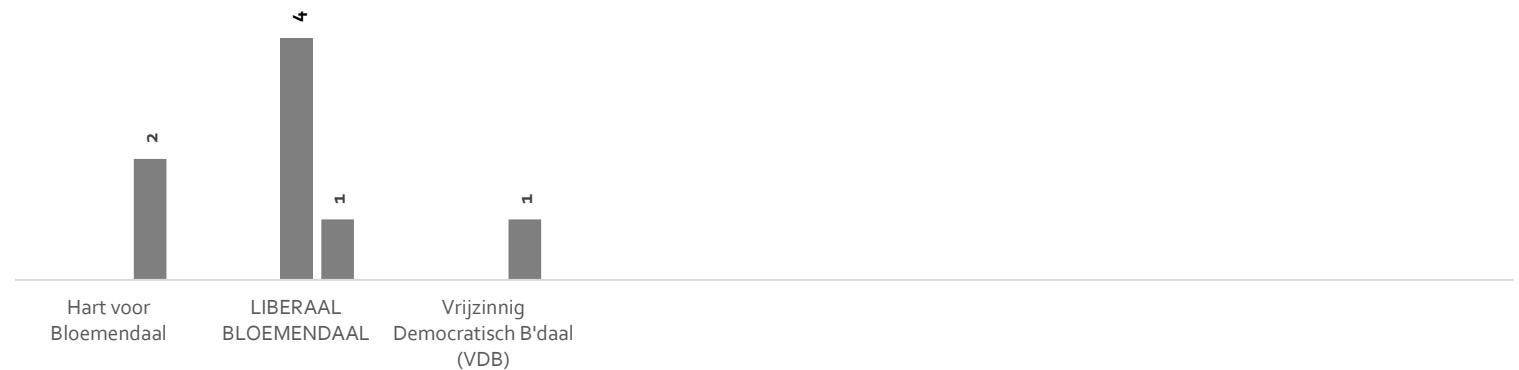 4
2
1
1
Hart voor
Bloemendaal
LIBERAAL
BLOEMENDAAL
Vrijzinnig
Democratisch B'daal
(VDB)